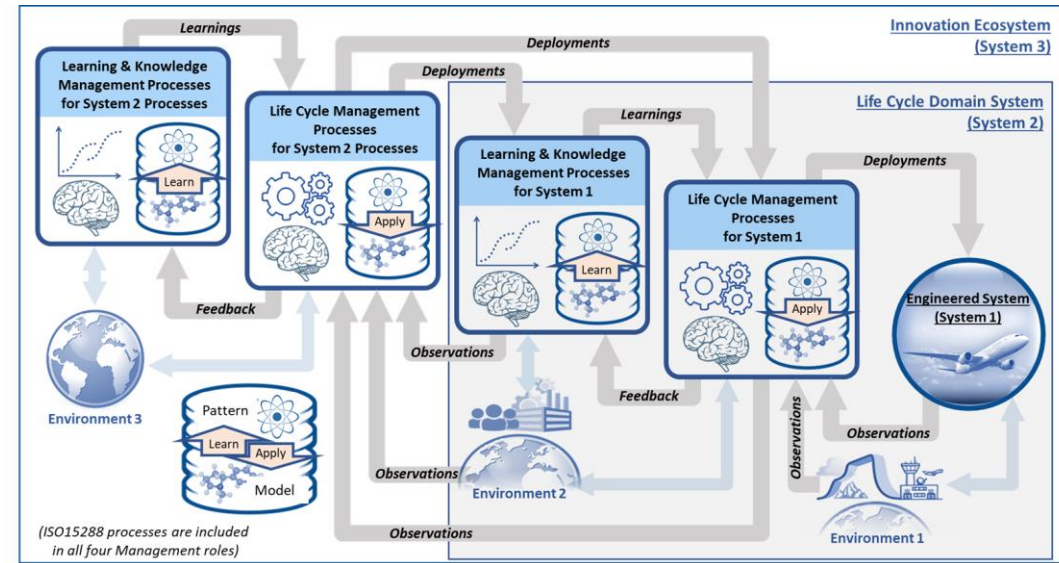 Innovation Ecosystem
(System 3)
Learnings
Deployments
Learning & Knowledge
Management Processes
for System 2 Processes
Learn
Deployments
Life Cycle Management
Processes
for System 2 Processes
Apply
Life Cycle Domain System
(System 2)
Learnings
Deployments
Learning & Knowledge
Management Processes
for System 1
Learn
Life Cycle Management
Processes
for System 1
Apply
Engineered System
(System 1)
Feedback
Observations
Feedback
Observations
Observations
Environment 3
Pattern
Learn
Apply
Model
Observations
Environment 2
Observations
Environment 1
(ISO15288 processes are included
in all four Management roles)